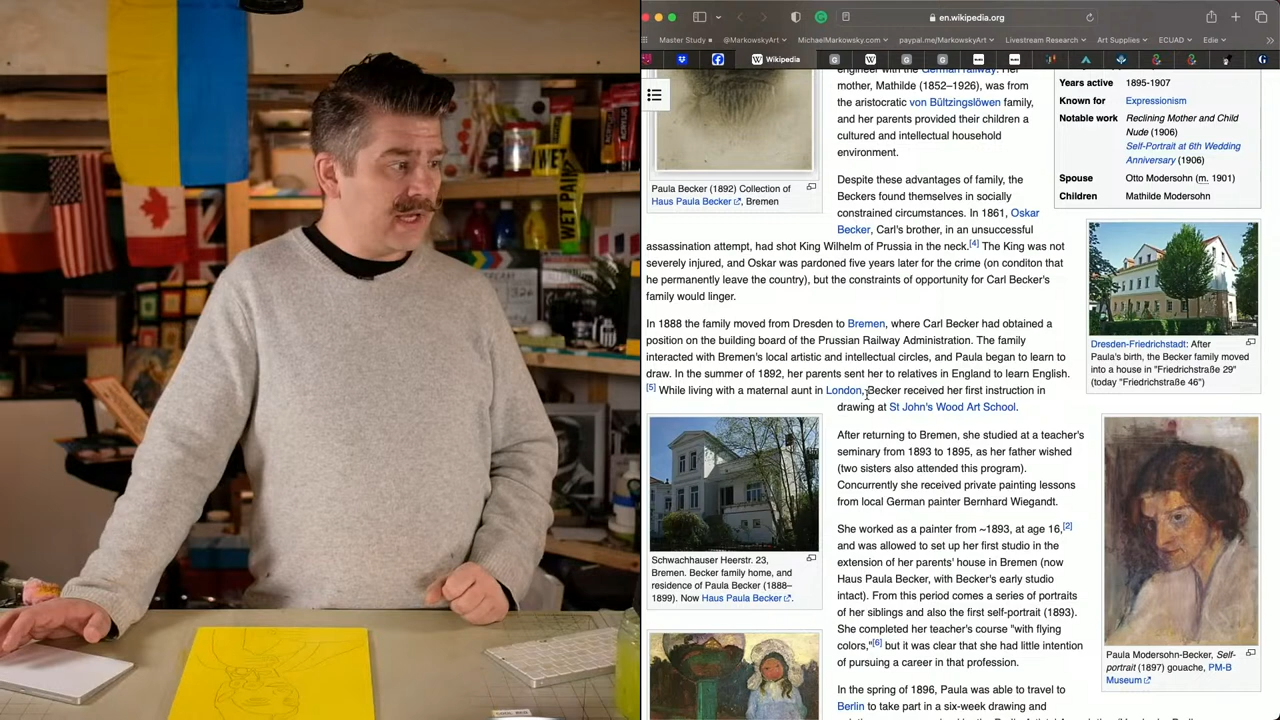 en.wikipedia.org
Master Study
@MarkowskyArt
MichaelMarkowsky.com
paypal.me/MarkowskyArt
Livestream Research
Art Supplies
ECUAD
Edie
Wikipedia
WET PAINT
WET
ACRYLIC
engineer with the German railway. Her
mother, Mathilde (1852–1926), was from
the aristocratic von Bültzingslöwen family,
and her parents provided their children a
cultured and intellectual household
environment.
Paula Becker (1892) Collection of
Haus Paula Becker, Bremen
Despite these advantages of family, the
Beckers found themselves in socially
constrained circumstances. In 1861, Oskar
Becker, Carl's brother, in an unsuccessful
assassination attempt, had shot King Wilhelm of Prussia in the neck.[4] The King was not
severely injured, and Oskar was pardoned five years later for the crime (on conditon that
he permanently leave the country), but the constraints of opportunity for Carl Becker's
family would linger.
In 1888 the family moved from Dresden to Bremen, where Carl Becker had obtained a
position on the building board of the Prussian Railway Administration. The family
interacted with Bremen's local artistic and intellectual circles, and Paula began to learn to
draw. In the summer of 1892, her parents sent her to relatives in England to learn English.
[5] While living with a maternal aunt in London, Becker received her first instruction in
drawing at St John's Wood Art School.
After returning to Bremen, she studied at a teacher's
seminary from 1893 to 1895, as her father wished
(two sisters also attended this program).
Concurrently she received private painting lessons
from local German painter Bernhard Wiegandt.
She worked as a painter from ~1893, at age 16,[2]
and was allowed to set up her first studio in the
extension of her parents' house in Bremen (now
Haus Paula Becker, with Becker's early studio
intact). From this period comes a series of portraits
of her siblings and also the first self-portrait (1893).
She completed her teacher's course "with flying
colors,"[6] but it was clear that she had little intention
of pursuing a career in that profession.
In the spring of 1896, Paula was able to travel to
Berlin to take part in a six-week drawing and
Schwachhauser Heerstr. 23,
Bremen. Becker family home, and
residence of Paula Becker (1888–
1899). Now Haus Paula Becker.
Years active 1895-1907
Known for Expressionism
Notable work Reclining Mother and Child
Nude (1906)
Self-Portrait at 6th Wedding
Anniversary (1906)
Spouse Otto Modersohn (m. 1901)
Children Mathilde Modersohn
Dresden-Friedrichstadt: After
Paula's birth, the Becker family moved
into a house in "Friedrichstraße 29"
(today "Friedrichstraße 46")
Paula Modersohn-Becker, Self-
portrait (1897) gouache, PM-B
Museum